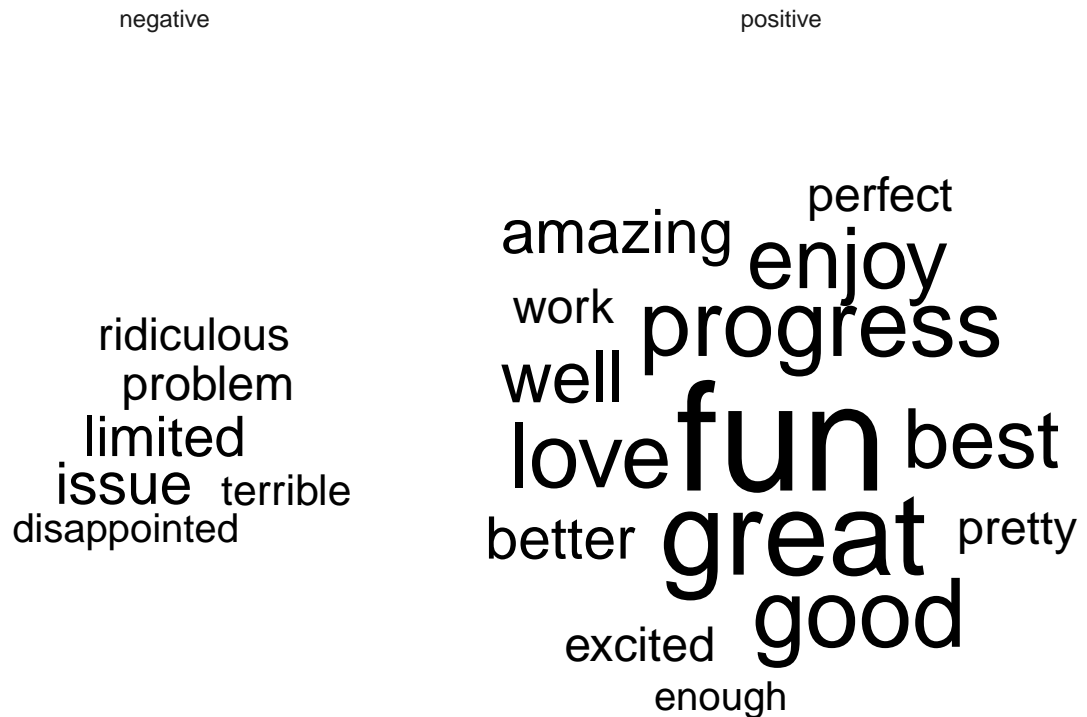 negative
ridiculous
problem
limited
issue terrible
disappointed
positive
perfect
amazing enjoy
work progress
well
love fun best
better great pretty
excited good
enough